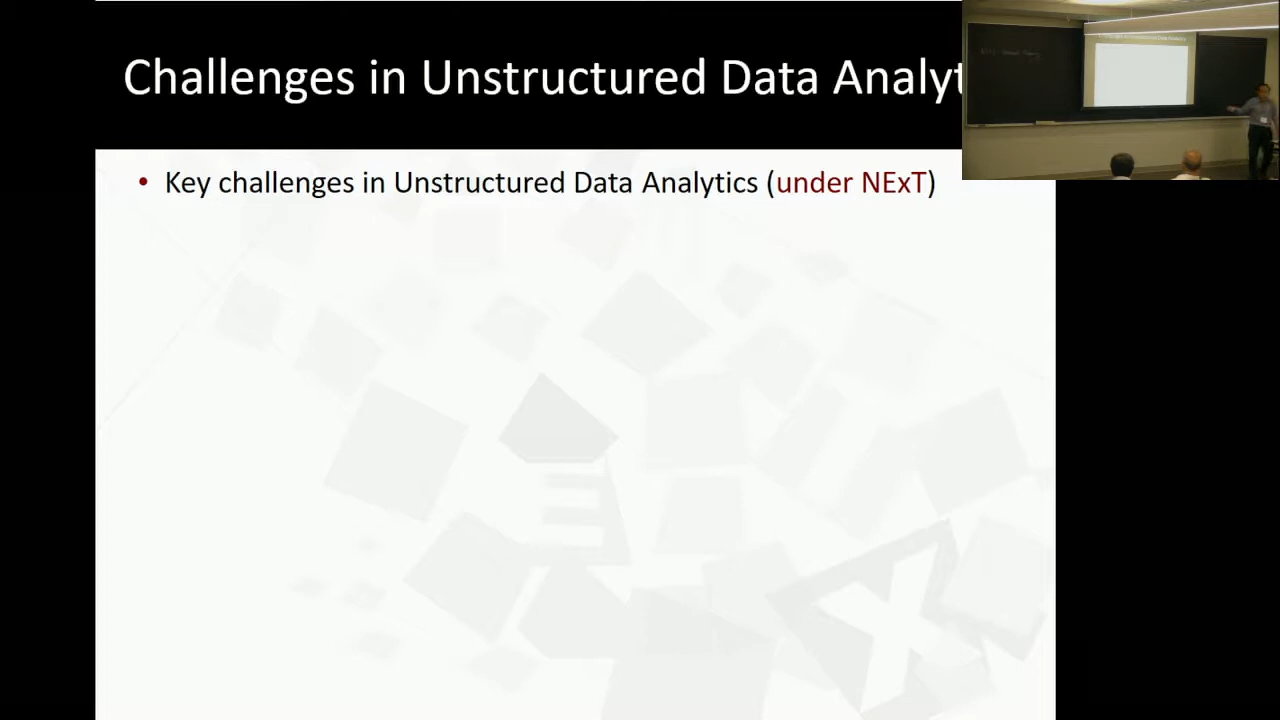 Challenges in Unstructured Data Analyt
• Key challenges in Unstructured Data Analytics (under NExT)